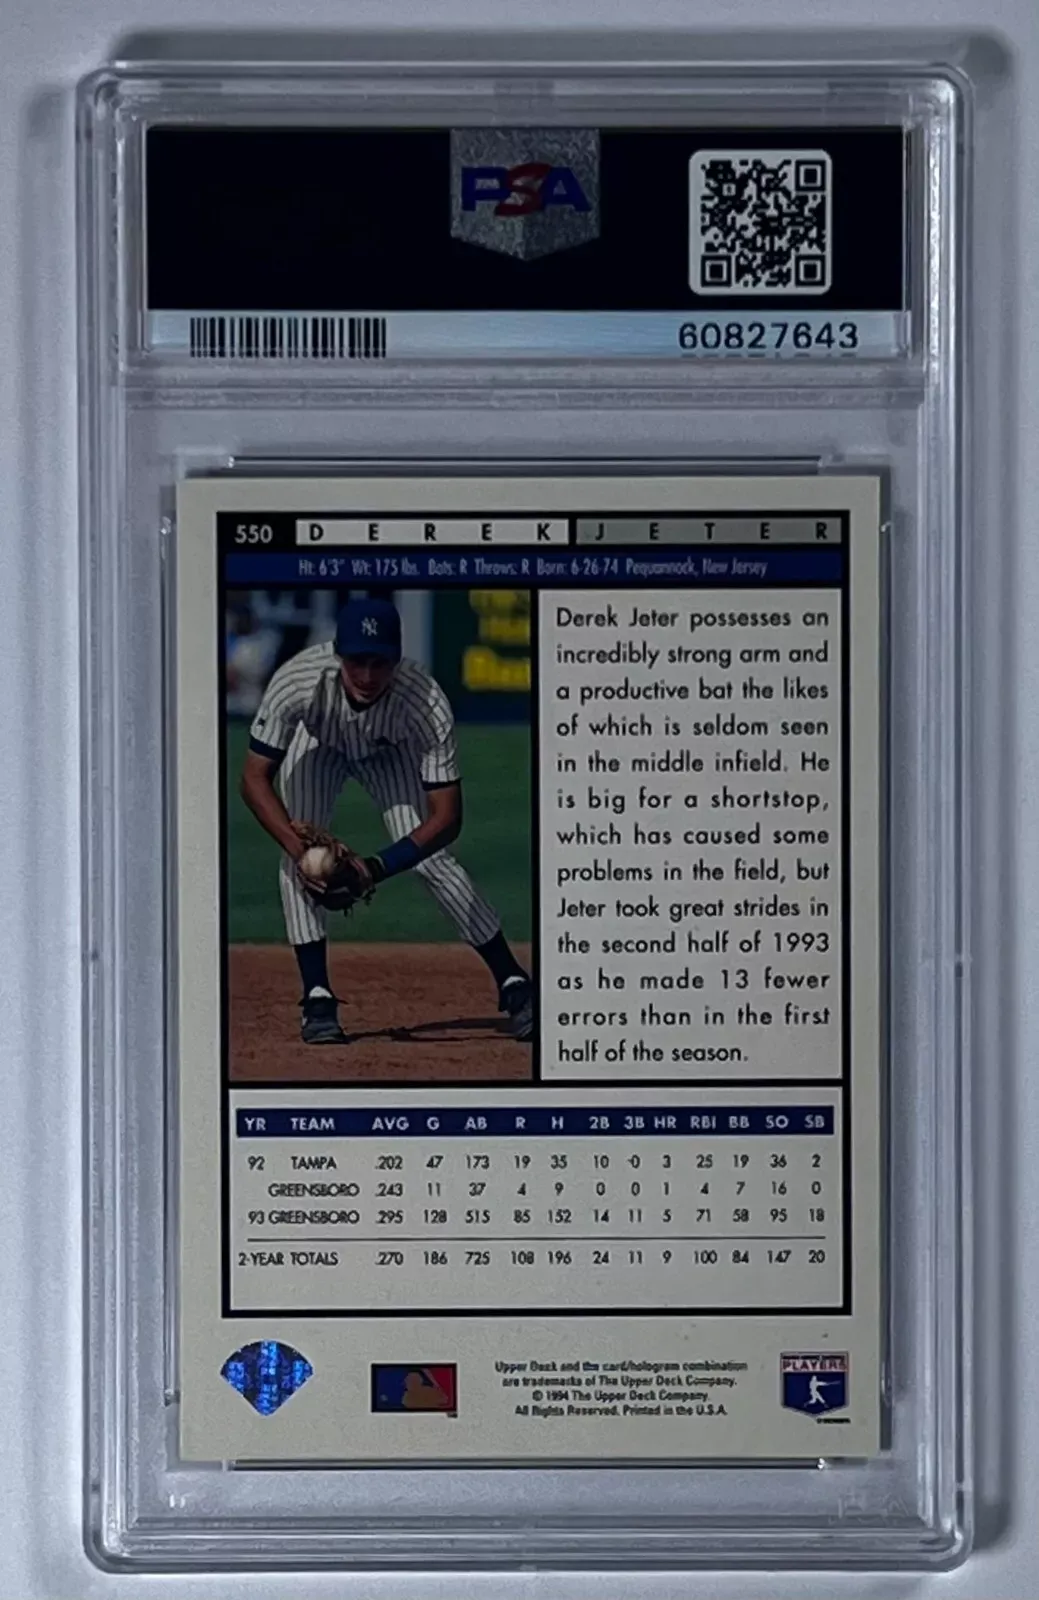 PSA
60827643
550 DEREK JETER
Ht: 6'3" Wt: 175 lbs. Bats: R Throws: R Born: 6-26-74 Pequannock, New Jersey
NY
Derek Jeter possesses an
incredibly strong arm and
a productive bat the likes
of which is seldom seen
in the middle infield. He
is big for a shortstop,
which has caused some
problems in the field, but
Jeter took great strides in
the second half of 1993
as he made 13 fewer
errors than in the first
half of the season.
YR TEAM AVG G AB R H 2B 3B HR RBI BB SO SB
92 TAMPA .202 47 173 19 35 10 0 3 25 19 36 2
GREENSBORO .243 11 37 4 9 0 0 1 4 7 16 0
93 GREENSBORO .295 128 515 85 152 14 11 5 71 58 95 18
2-YEAR TOTALS .270 186 725 108 196 24 11 9 100 84 147 20
Upper Deck and the card/hologram combination
are trademarks of The Upper Deck Company.
© 1994 The Upper Deck Company.
All Rights Reserved. Printed in the U.S.A.
PLAYERS